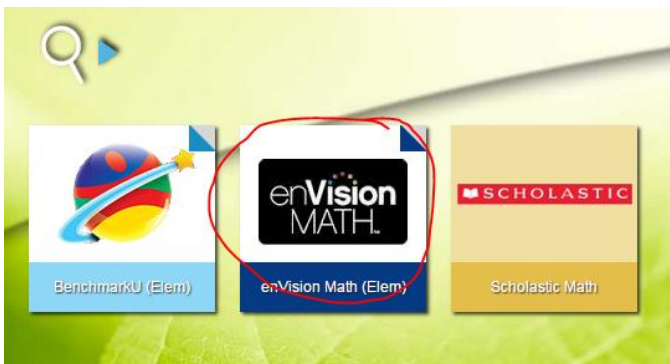 enVision
MATH
SCHOLASTIC
BenchmarkU (Elem)
enVision Math (Elem)
Scholastic Math